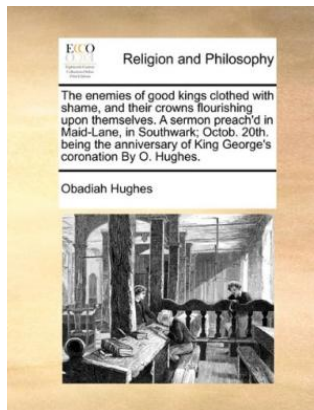 ECCO
Religion and Philosophy
The enemies of good kings clothed with
shame, and their crowns flourishing
upon themselves. A sermon preach'd in
Maid-Lane, in Southwark; Octob. 20th.
being the anniversary of King George's
coronation By O. Hughes.
Obadiah Hughes